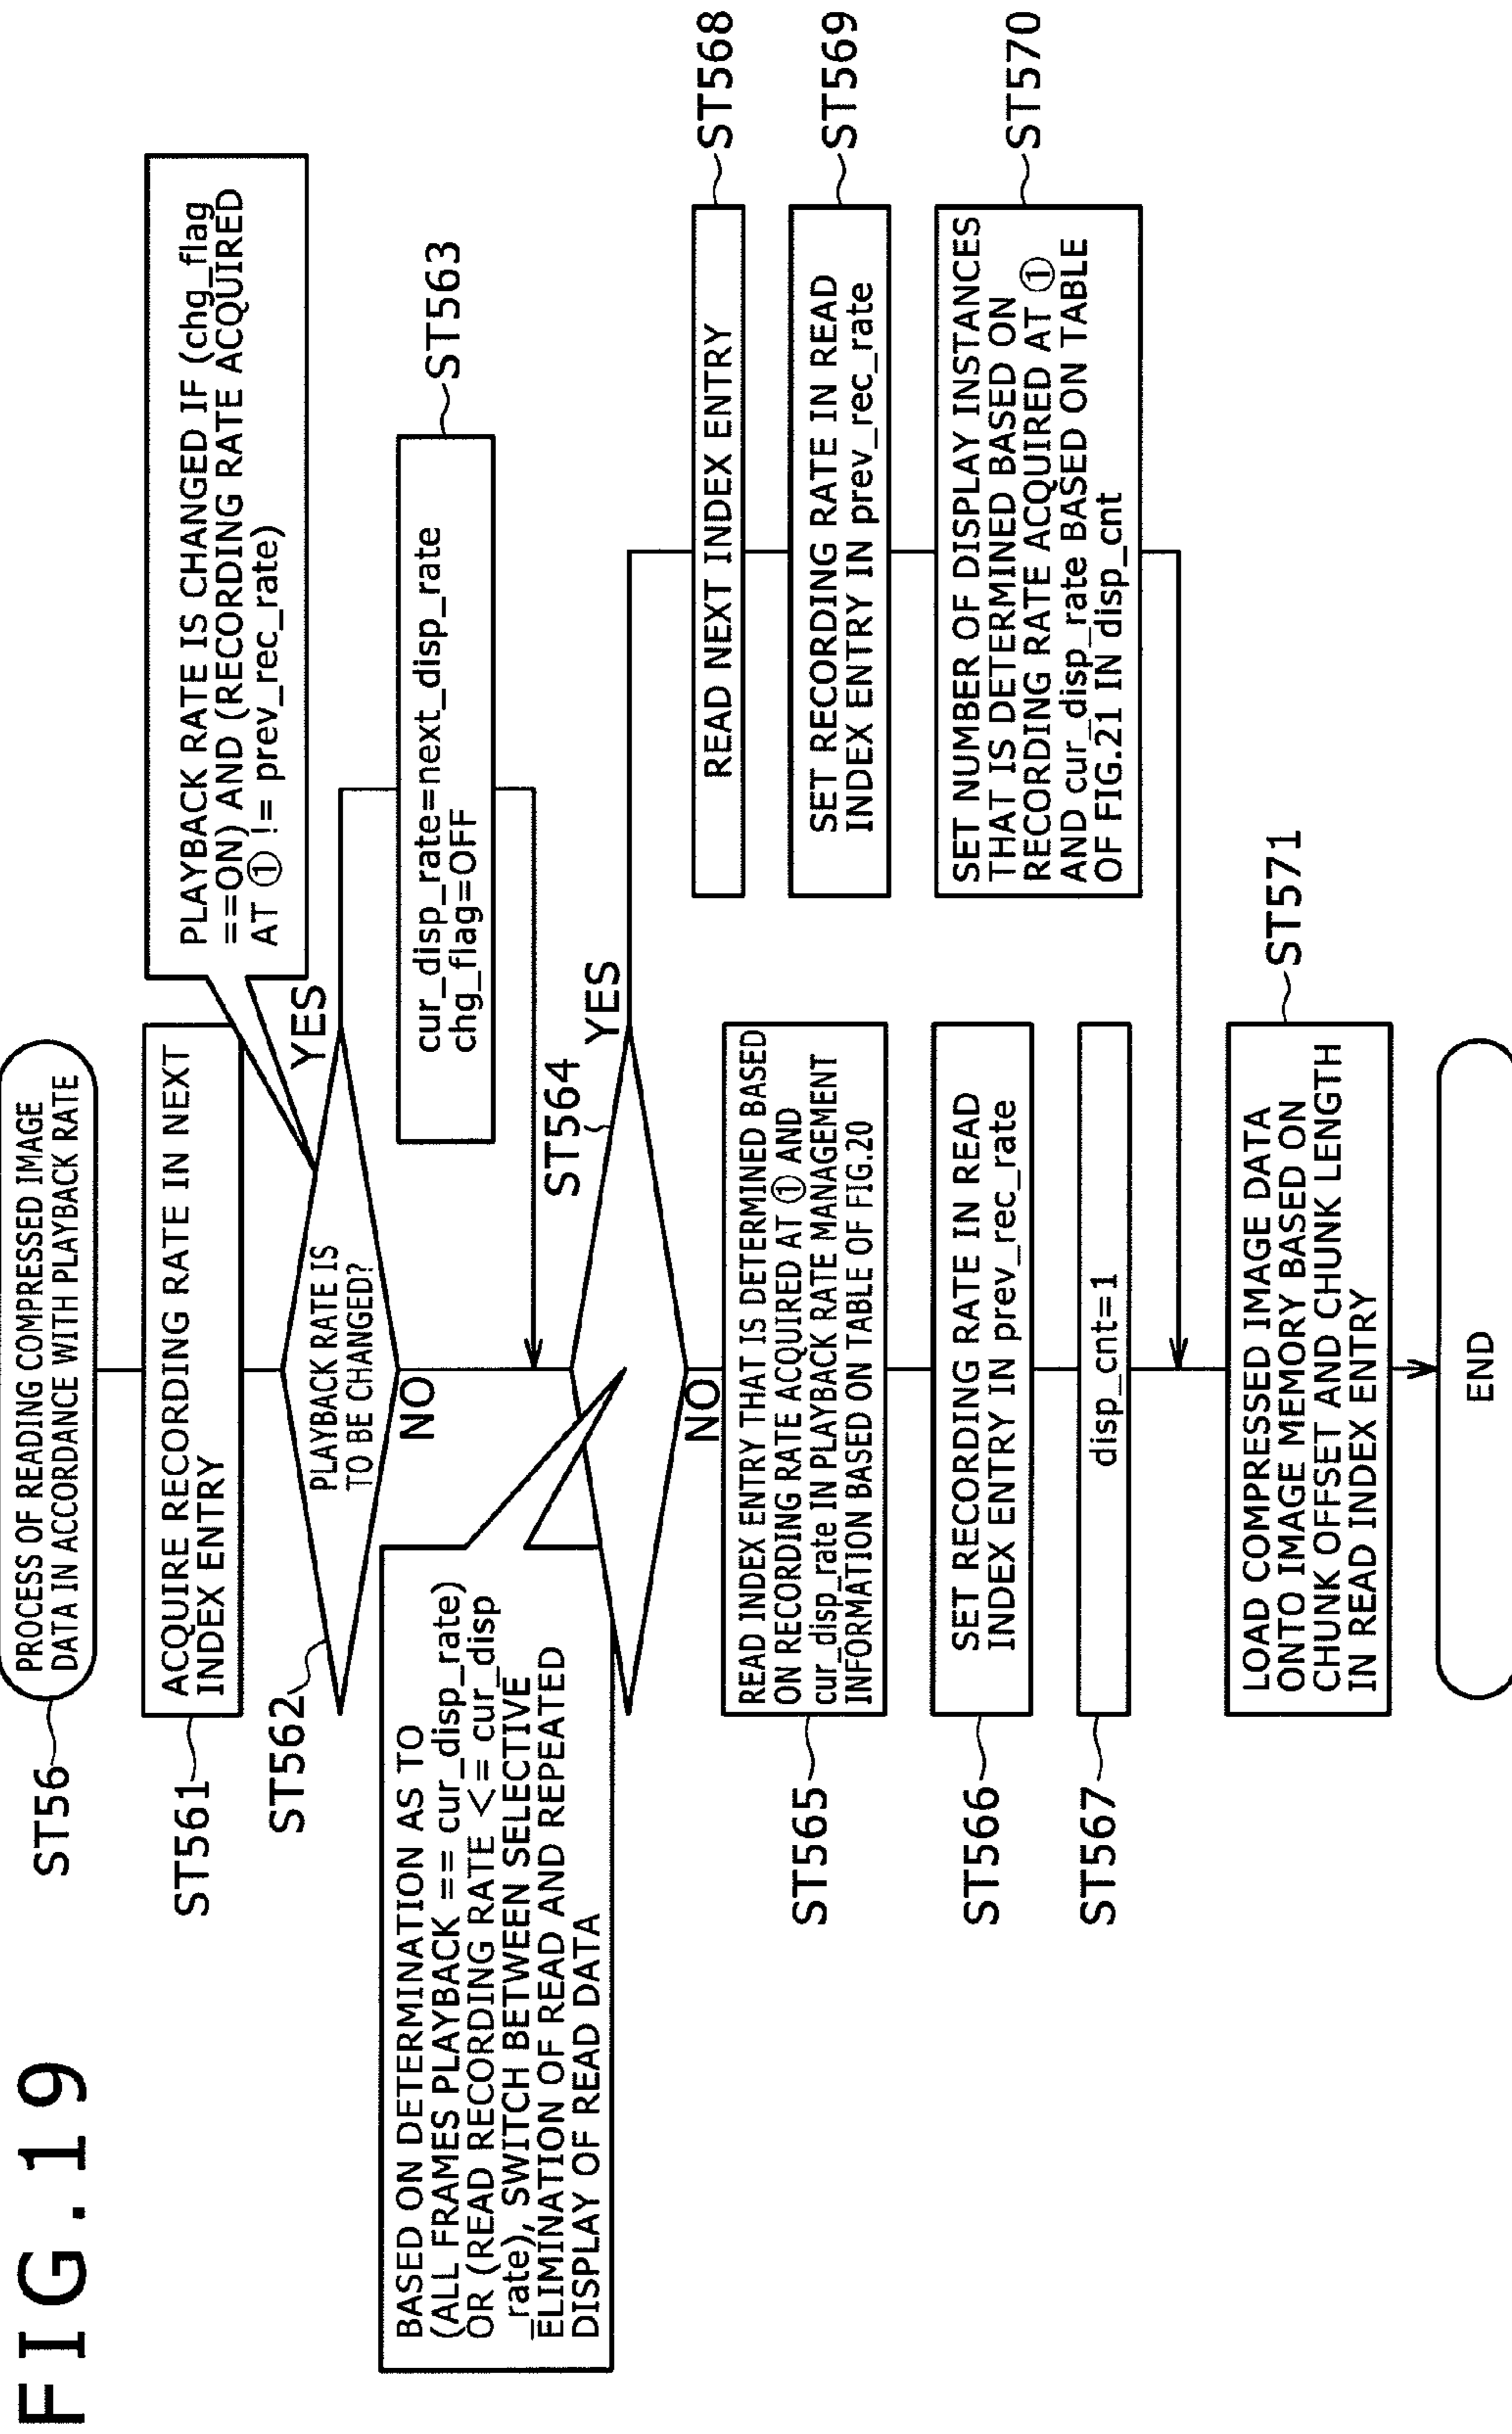 FIG.19
ST56
PROCESS OF READING COMPRESSED IMAGE
DATA IN ACCORDANCE WITH PLAYBACK RATE
ST561
ACQUIRE RECORDING RATE IN NEXT
INDEX ENTRY
PLAYBACK RATE IS CHANGED IF (chg_flag
==ON) AND (RECORDING RATE ACQUIRED
AT ① != prev_rec_rate)
ST562
PLAYBACK RATE IS
TO BE CHANGED?
YES
NO
ST563
cur_disp_rate=next_disp_rate
chg_flag=OFF
BASED ON DETERMINATION AS TO
(ALL FRAMES PLAYBACK == cur_disp_rate)
OR (READ RECORDING RATE <= cur_disp
_rate), SWITCH BETWEEN SELECTIVE
ELIMINATION OF READ AND REPEATED
DISPLAY OF READ DATA
ST564
YES
NO
ST565
READ INDEX ENTRY THAT IS DETERMINED BASED
ON RECORDING RATE ACQUIRED AT ① AND
cur_disp_rate IN PLAYBACK RATE MANAGEMENT
INFORMATION BASED ON TABLE OF FIG.20
ST566
SET RECORDING RATE IN READ
INDEX ENTRY IN prev_rec_rate
ST567
disp_cnt=1
ST568
READ NEXT INDEX ENTRY
ST569
SET RECORDING RATE IN READ
INDEX ENTRY IN prev_rec_rate
ST570
SET NUMBER OF DISPLAY INSTANCES
THAT IS DETERMINED BASED ON
RECORDING RATE ACQUIRED AT ①
AND cur_disp_rate BASED ON TABLE
OF FIG.21 IN disp_cnt
ST571
LOAD COMPRESSED IMAGE DATA
ONTO IMAGE MEMORY BASED ON
CHUNK OFFSET AND CHUNK LENGTH
IN READ INDEX ENTRY
END